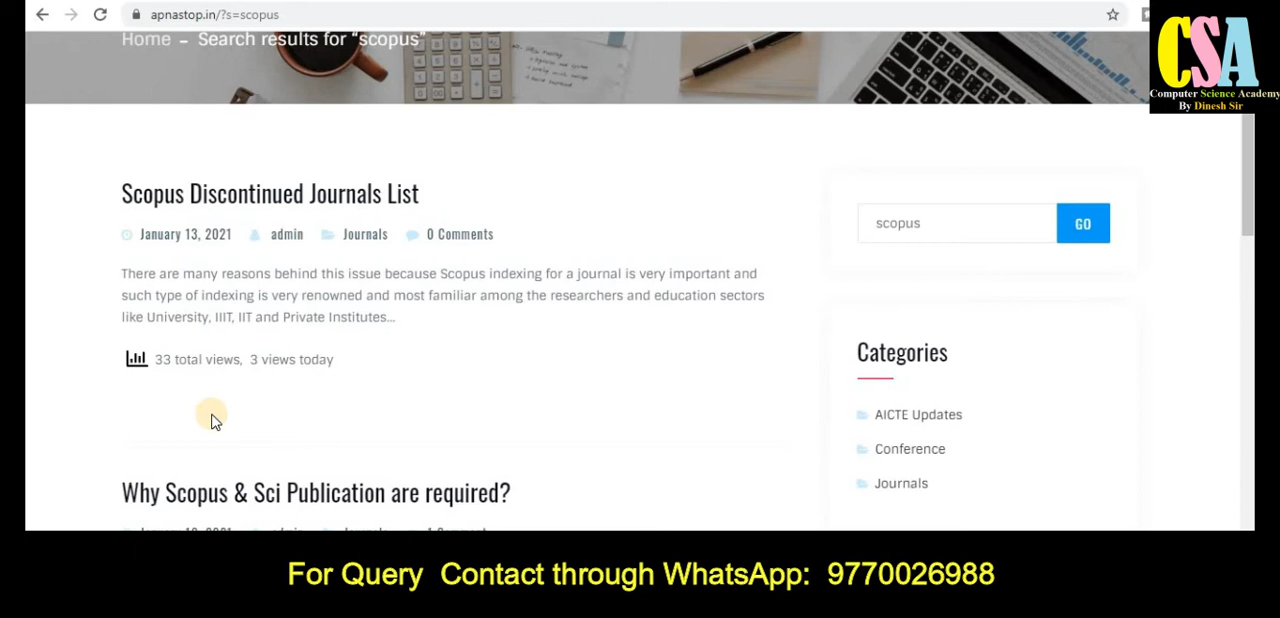 apnastop.in/?s=scopus
Home – Search results for “scopus”
CSA
Computer Science Academy
By Dinesh Sir
Scopus Discontinued Journals List
January 13, 2021 admin Journals 0 Comments
There are many reasons behind this issue because Scopus indexing for a journal is very important and
such type of indexing is very renowned and most familiar among the researchers and education sectors
like University, IIIT, IIT and Private Institutes...
33 total views, 3 views today
Why Scopus & Sci Publication are required?
scopus
GO
Categories
AICTE Updates
Conference
Journals
For Query Contact through WhatsApp: 9770026988